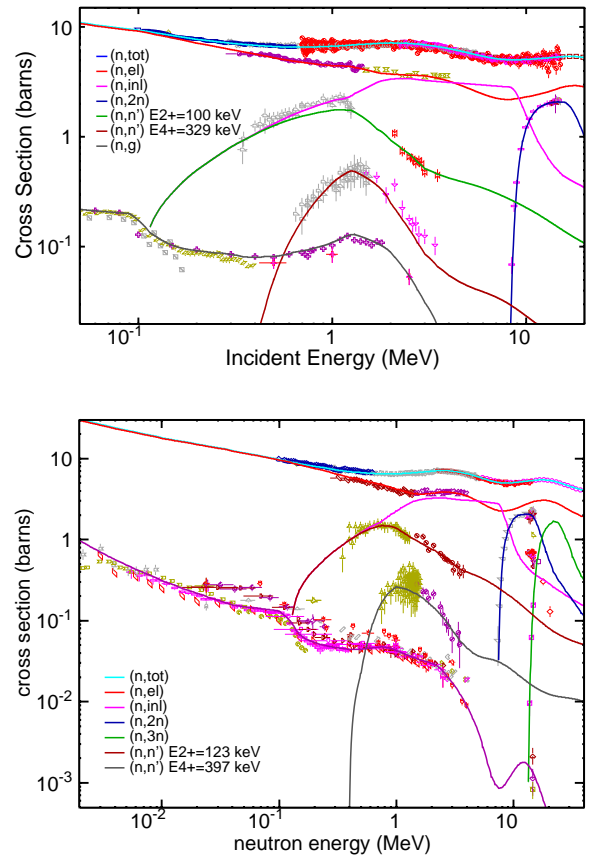 10
1
10-1
Cross Section (barns)
(n,tot)
(n,el)
(n,inl)
(n,2n)
(n,n') E2+=100 keV
(n,n') E4+=329 keV
(n,g)
10-1
1
10
Incident Energy (MeV)
10
1
10-1
10-2
10-3
cross section (barns)
(n,tot)
(n,el)
(n,inl)
(n,2n)
(n,3n)
(n,n') E2+=123 keV
(n,n') E4+=397 keV
10-2
10-1
1
10
neutron energy (MeV)